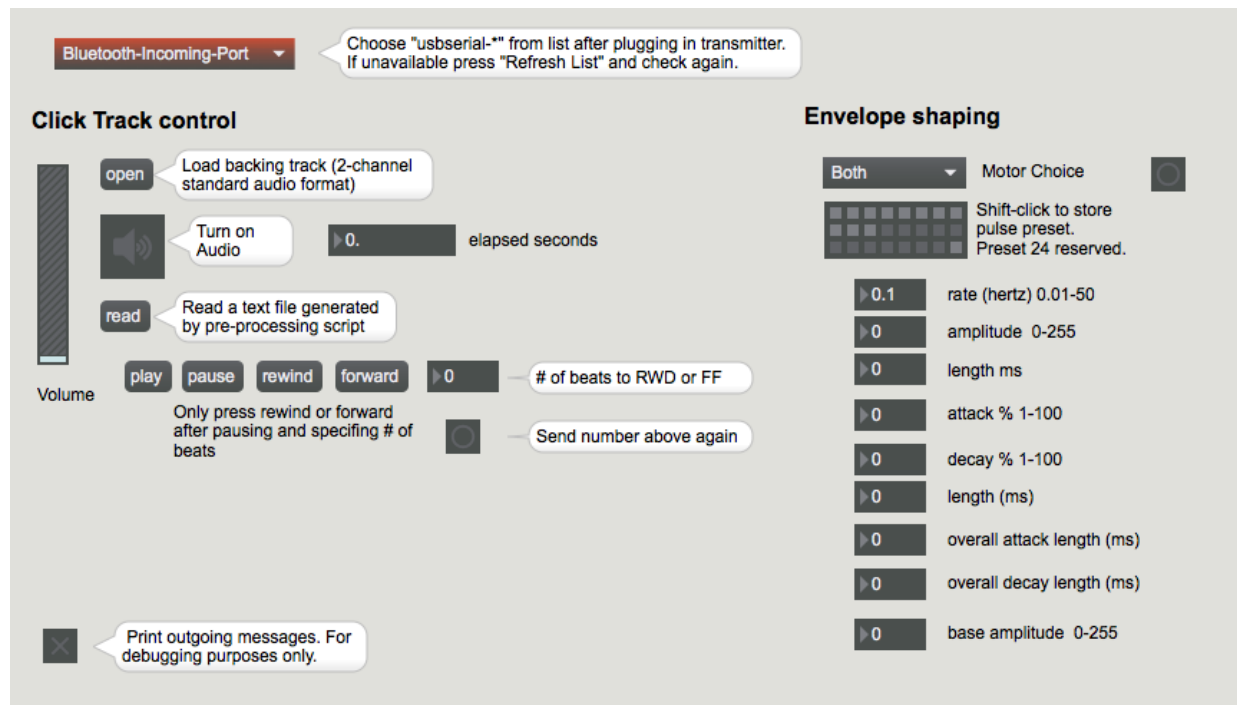 Bluetooth-Incoming-Port
Choose "usbserial-*" from list after plugging in transmitter.
If unavailable press "Refresh List" and check again.
Click Track control
open
Load backing track (2-channel
standard audio format)
Turn on
Audio
0.
elapsed seconds
read
Read a text file generated
by pre-processing script
Volume
play
pause
rewind
forward
0
# of beats to RWD or FF
Only press rewind or forward
after pausing and specifing # of
beats
Send number above again
Print outgoing messages. For
debugging purposes only.
Envelope shaping
Both
Motor Choice
Shift-click to store
pulse preset.
Preset 24 reserved.
0.1 rate (hertz) 0.01-50
0 amplitude 0-255
0 length ms
0 attack % 1-100
0 decay % 1-100
0 length (ms)
0 overall attack length (ms)
0 overall decay length (ms)
0 base amplitude 0-255